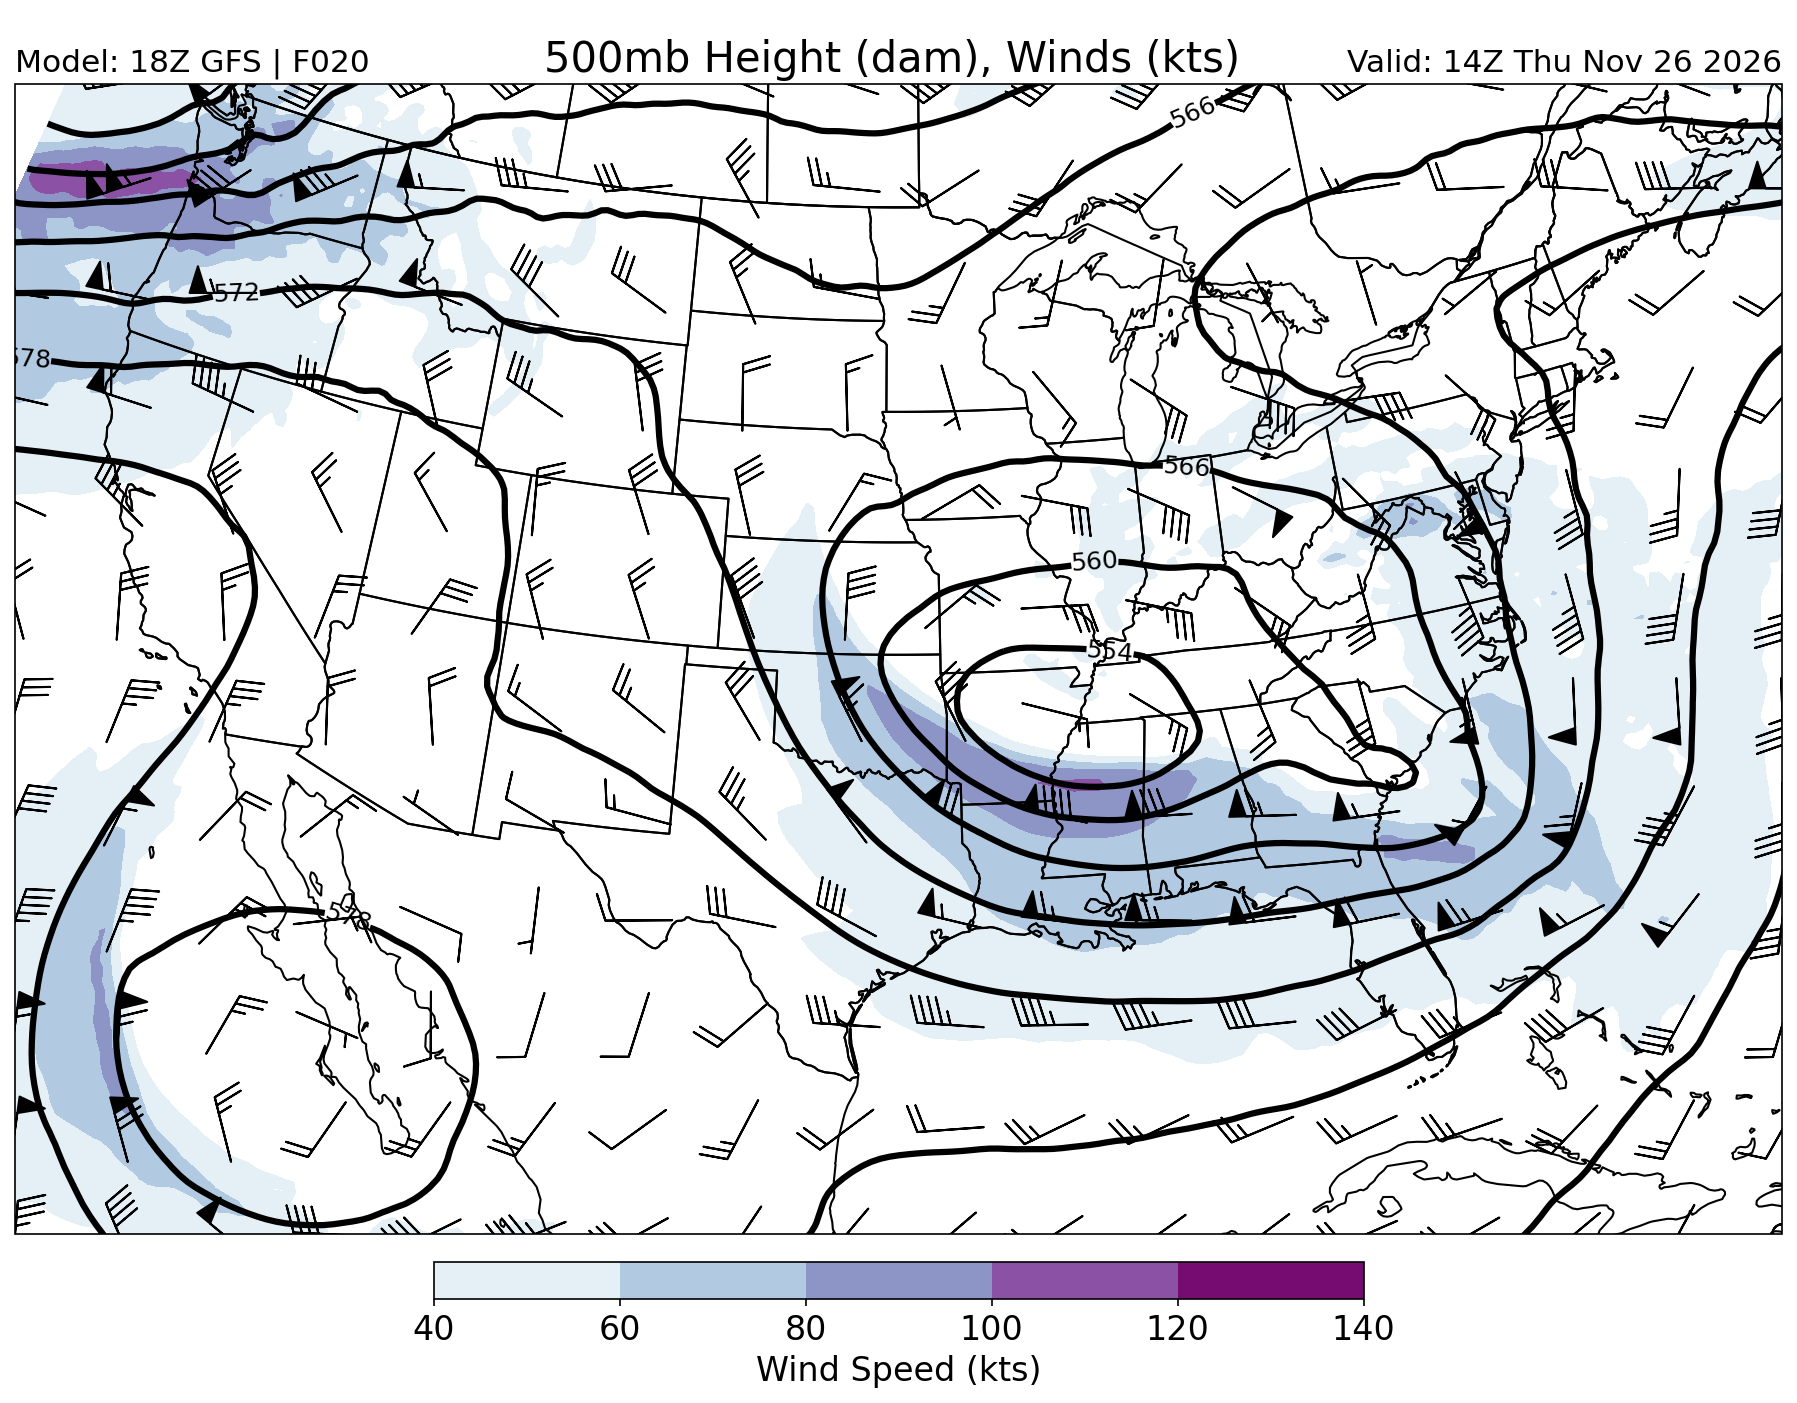 Model: 18Z GFS | F020
500mb Height (dam), Winds (kts)
Valid: 14Z Thu Nov 26 2026
566
572
578
566
560
554
578
40 60 80 100 120 140
Wind Speed (kts)